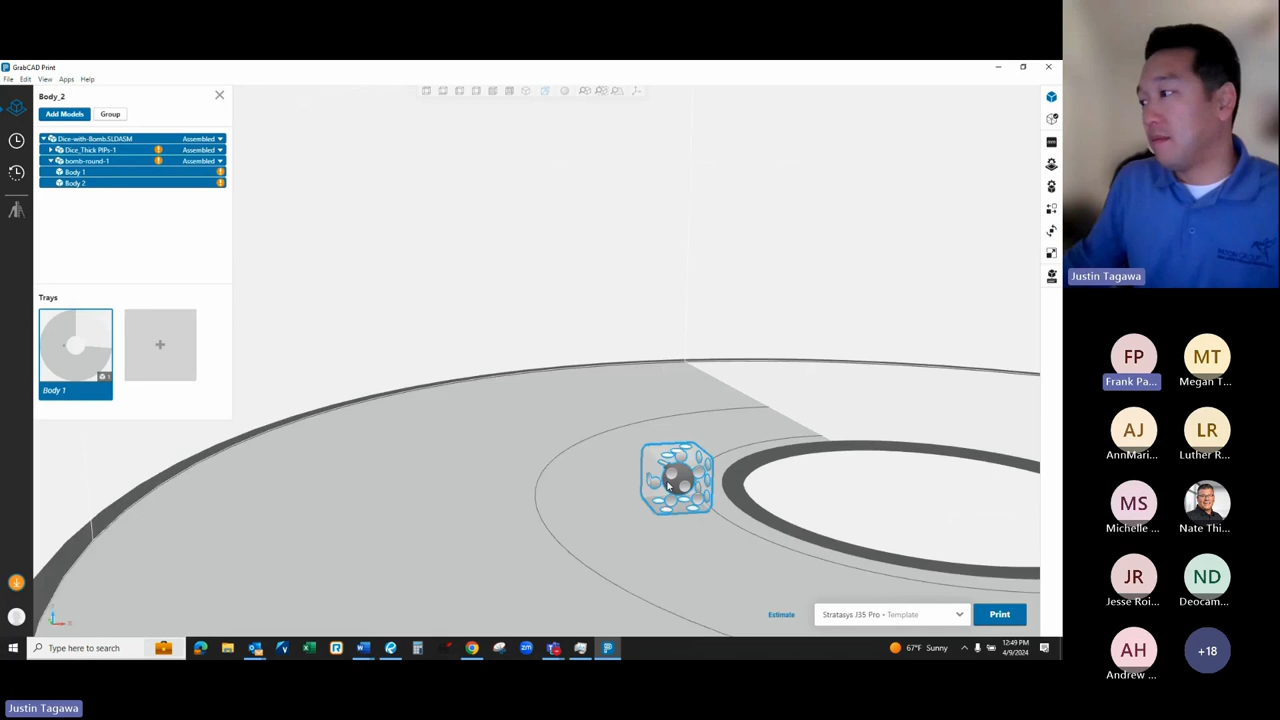 GrabCAD Print
File Edit View Apps Help
Body_2
Add Models Group
Dice-with-Bomb.SLDASM Assembled
Dice_Thick PIPs-1 Assembled
bomb-round-1 Assembled
Body 1
Body 2
Trays
1
Body 1
Estimate Stratasys J35 Pro - Template Print
Type here to search
67°F Sunny
12:49 PM
4/9/2024
Justin Tagawa
FP MT
Frank Pa... Megan T...
AJ LR
AnnMari... Luther R...
MS
Michelle ... Nate Thi...
JR ND
Jesse Roi... Deocam...
AH +18
Andrew ...
Justin Tagawa